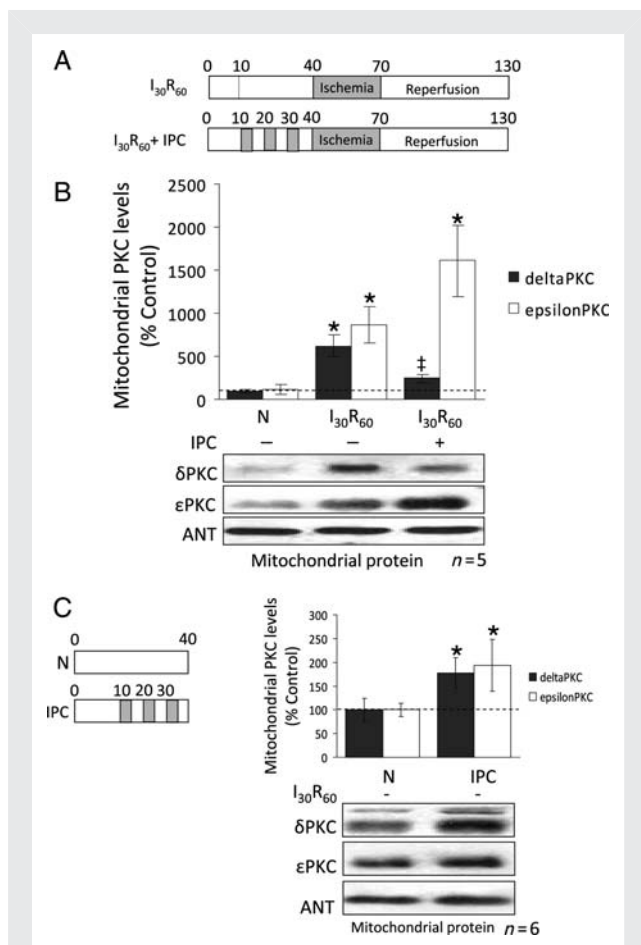 A
0 10 40 70 130
I30R60 Ischemia Reperfusion
0 10 20 30 40 70 130
I30R60+ IPC Ischemia Reperfusion
B
Mitochondrial PKC levels
(% Control)
2500
2000
1500
1000
500
0
* * ‡ *
deltaPKC
epsilonPKC
N I30R60 I30R60
IPC – – +
δPKC
εPKC
ANT
Mitochondrial protein n=5
C
0 40
N
0 10 20 30
IPC
Mitochondrial PKC levels
(% Control)
300
250
200
150
100
50
0
* *
deltaPKC
epsilonPKC
N IPC
I30R60 - -
δPKC
εPKC
ANT
Mitochondrial protein n=6